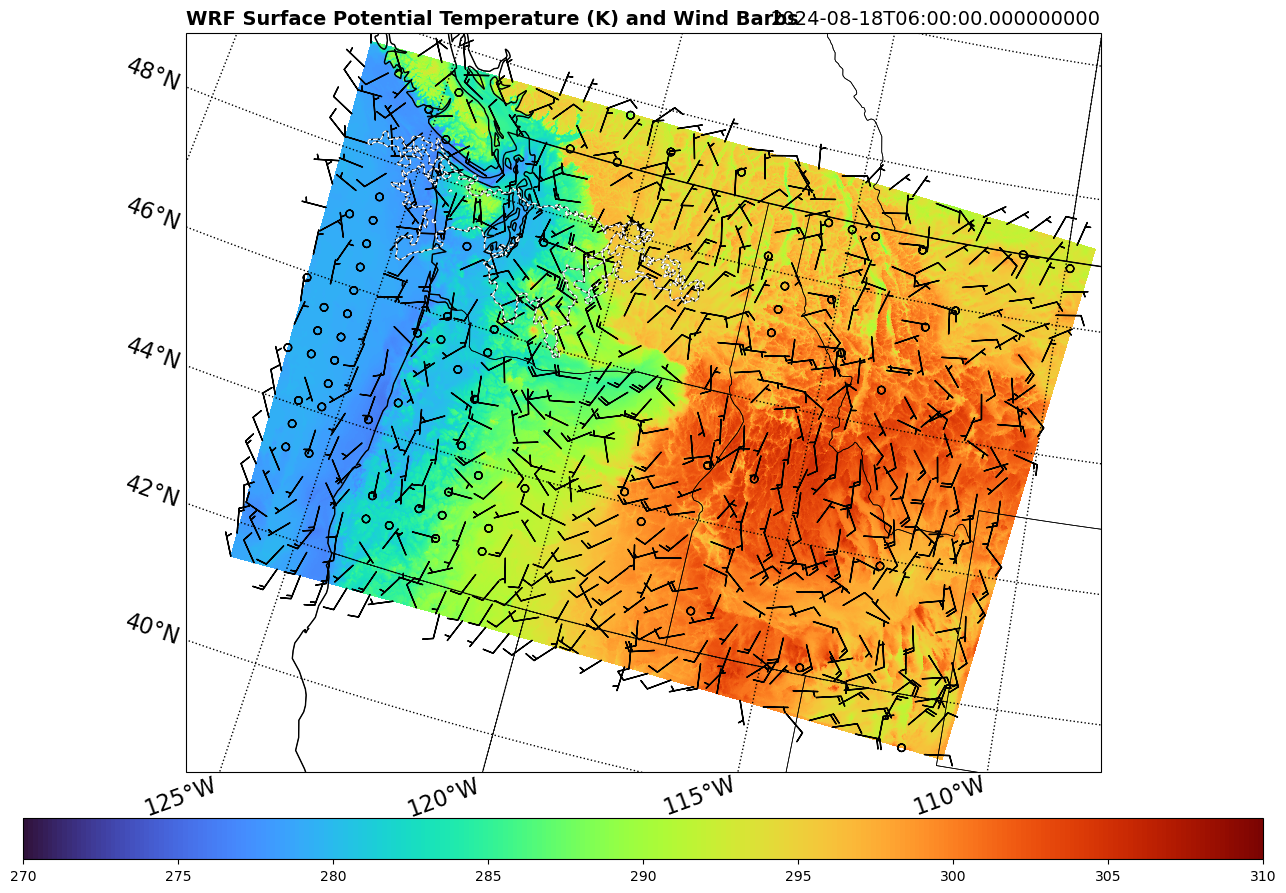 WRF Surface Potential Temperature (K) and Wind Barbs 2024-08-18T06:00:00.000000000
48°N
46°N
44°N
42°N
40°N
125°W 120°W 115°W 110°W
270 275 280 285 290 295 300 305 310